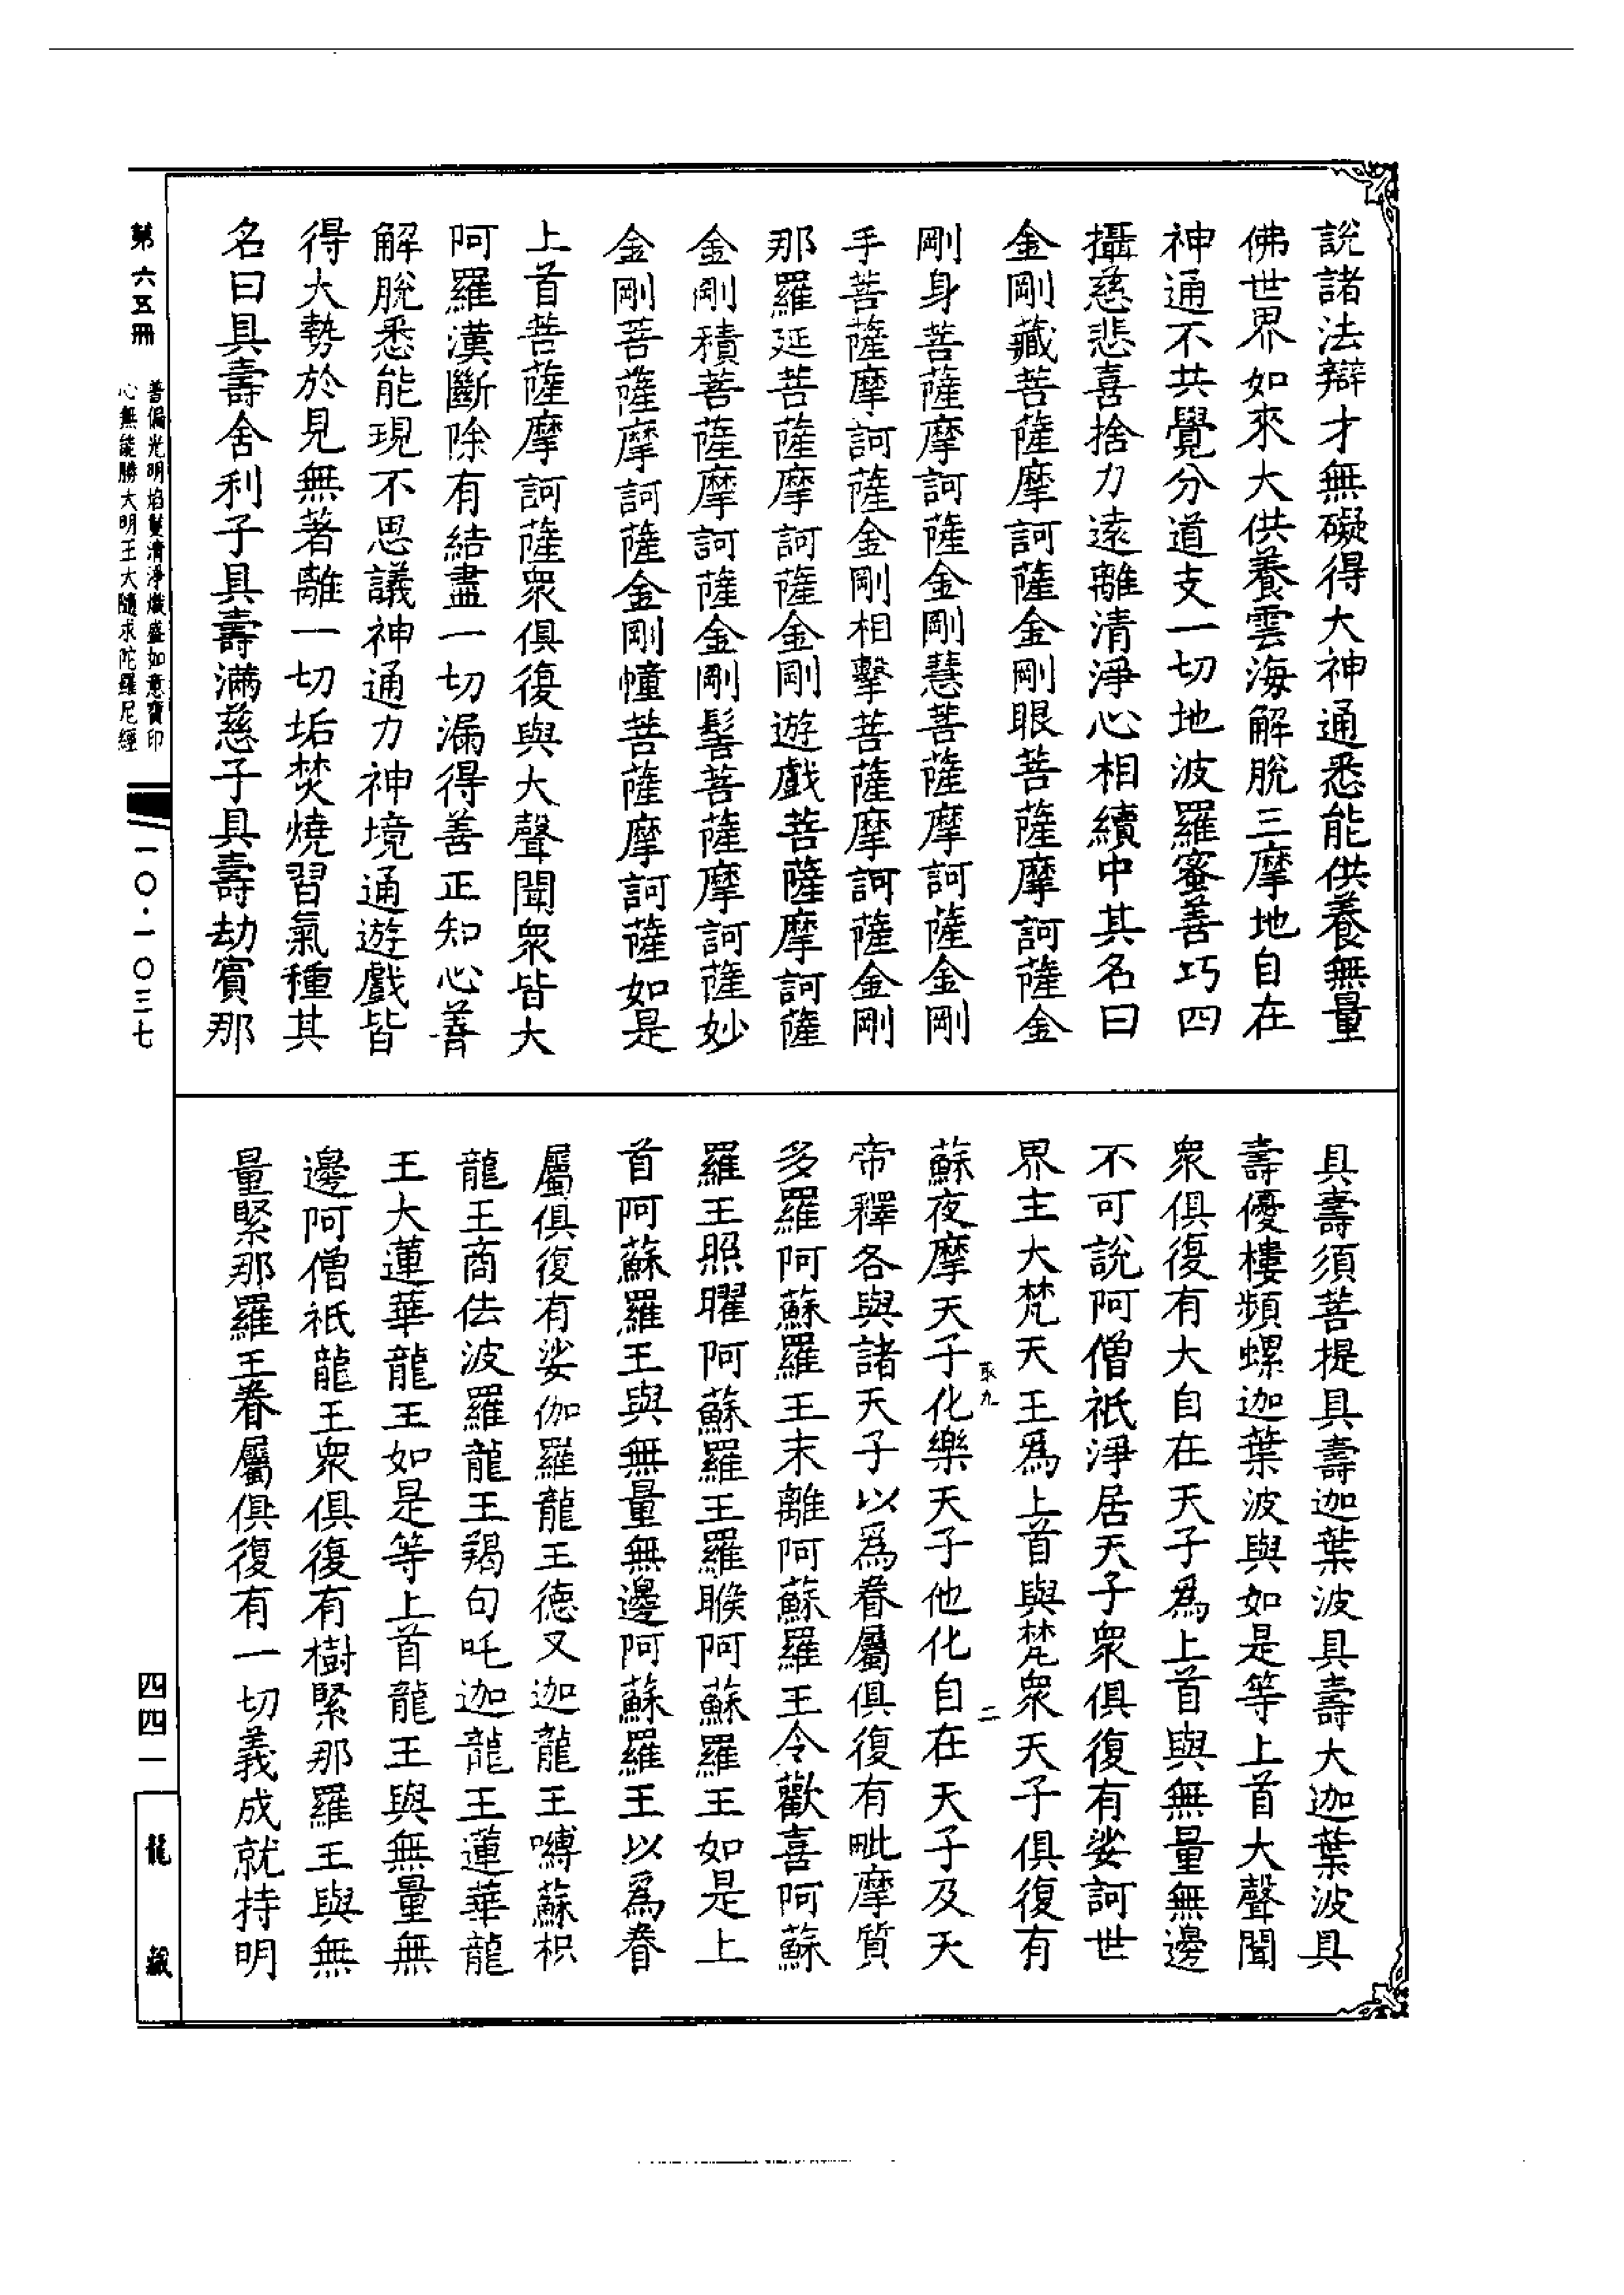 說諸法辯才無礙得大神通悉能供養無量
佛世界如來大供養雲海解脫三摩地自在
神通不共覺分道支一切地波羅蜜善巧四
攝慈悲喜捨力遠離清淨心相續中其名曰
金剛藏菩薩摩訶薩金剛眼菩薩摩訶薩金
剛身菩薩摩訶薩金剛慧菩薩摩訶薩金剛
手菩薩摩訶薩金剛相擊菩薩摩訶薩金剛
那羅延菩薩摩訶薩金剛遊戲菩薩摩訶薩
金剛積菩薩摩訶薩金剛髻菩薩摩訶薩妙
金剛菩薩摩訶薩金剛幢菩薩摩訶薩如是
上首菩薩摩訶薩眾俱復與大聲聞眾皆大
阿羅漢斷除有結盡一切漏得善正知心善
解脫悉能現不思議神通力神境通遊戲皆
得大勢於見無著離一切垢焚燒習氣種其
名曰具壽舍利子具壽滿慈子具壽劫賓那
具壽須菩提具壽迦葉波具壽大迦葉波具
壽優樓頻螺迦葉波與如是等上首大聲聞
眾俱復有大自在天子為上首與無量無邊
不可說阿僧祇淨居天子眾俱復有娑訶世
界主大梵天王為上首與梵眾天子俱復有
取九
二
蘇夜摩天子化樂天子他化自在天子及天
帝釋各與諸天子以為眷屬俱復有毗摩質
多羅阿蘇羅王末離阿蘇羅王令歡喜阿蘇
羅王照曜阿蘇羅王羅睺阿蘇羅王如是上
首阿蘇羅王與無量無邊阿蘇羅王以為眷
屬俱復有娑伽羅龍王德叉迦龍王嚩蘇枳
龍王商佉波羅龍王羯句吒迦龍王蓮華龍
王大蓮華龍王如是等上首龍王與無量無
邊阿僧祇龍王眾俱復有樹緊那羅王與無
量緊那羅王眷屬俱復有一切義成就持明
第六五冊
普徧光明焰鬘清淨熾盛如意寶印
心無能勝大明王大隨求陀羅尼經
一〇·一〇三七
四四一
龍藏